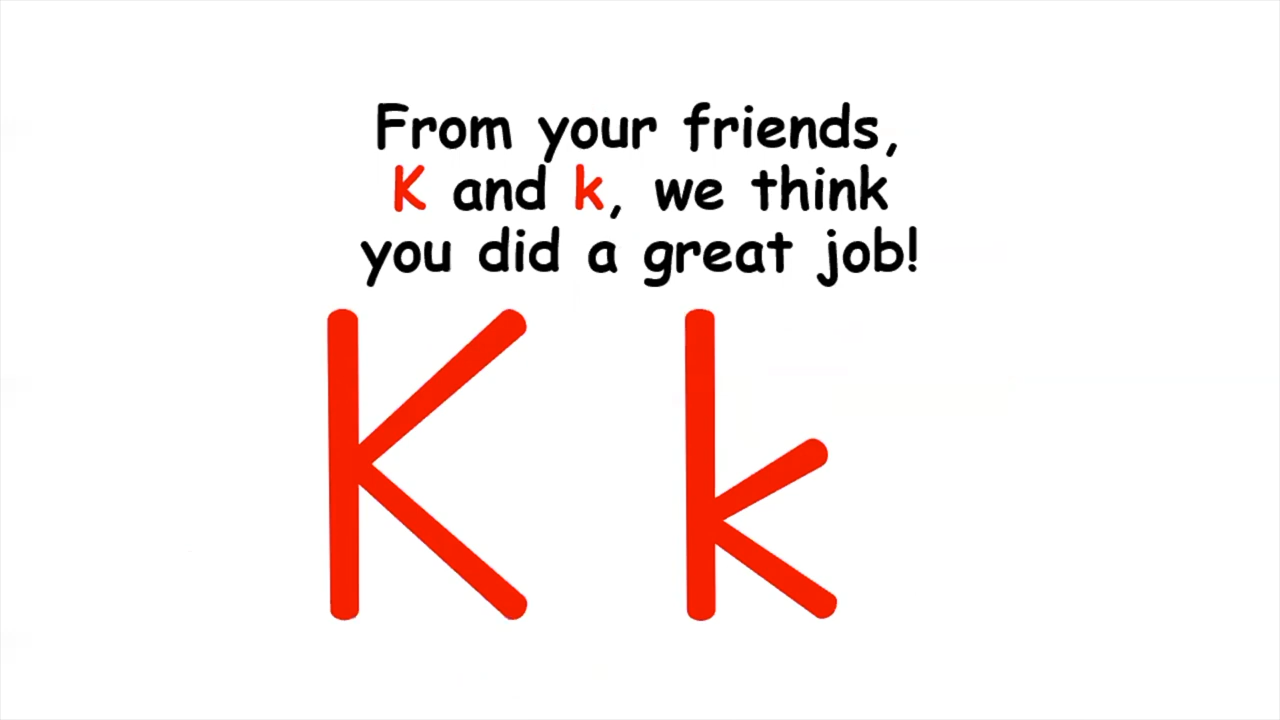 From your friends,
K and k, we think
you did a great job!
K k